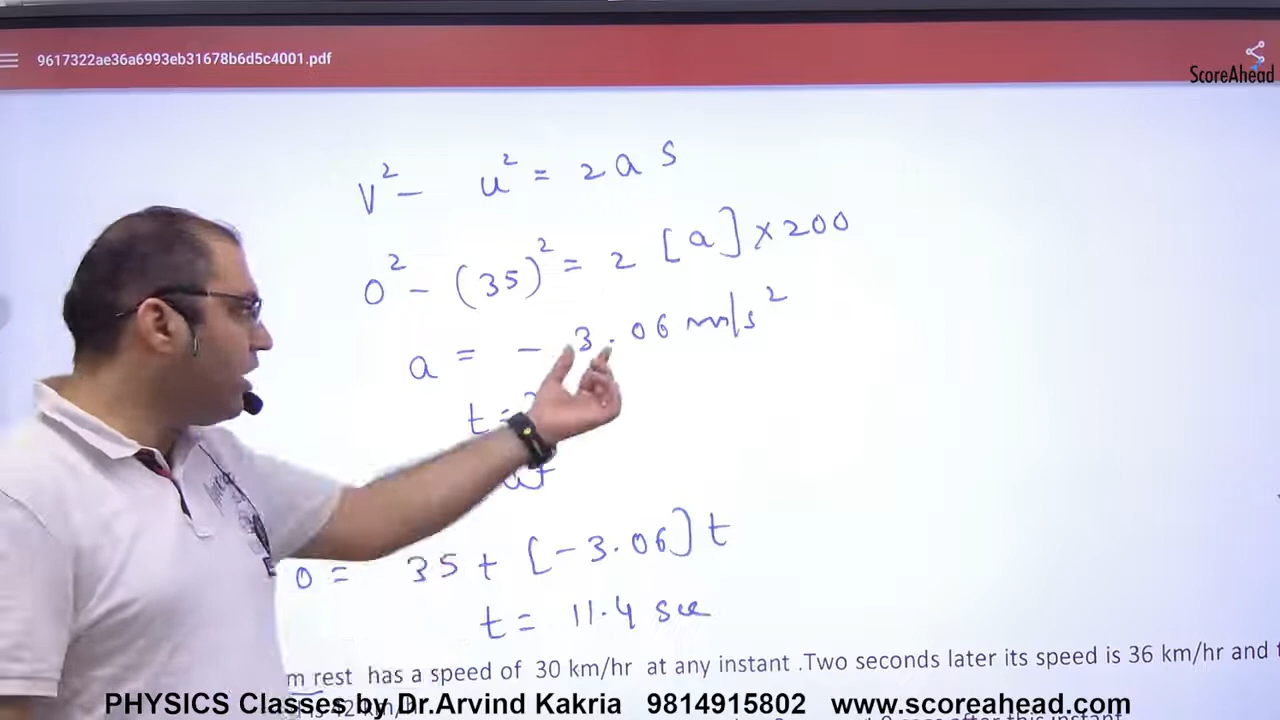 9617322ae36a6993eb31678b6d5c4001.pdf
ScoreAhead
V² - u² = 2 a s
0² - (35)² = 2 [a] × 200
a = - 3.06 m/s²
t =
at
0 = 35 + [-3.06] t
t = 11.4 sec
m rest has a speed of 30 km/hr at any instant .Two seconds later its speed is 36 km/hr and
PHYSICS Classes by Dr.Arvind Kakria 9814915802 www.scoreahead.com